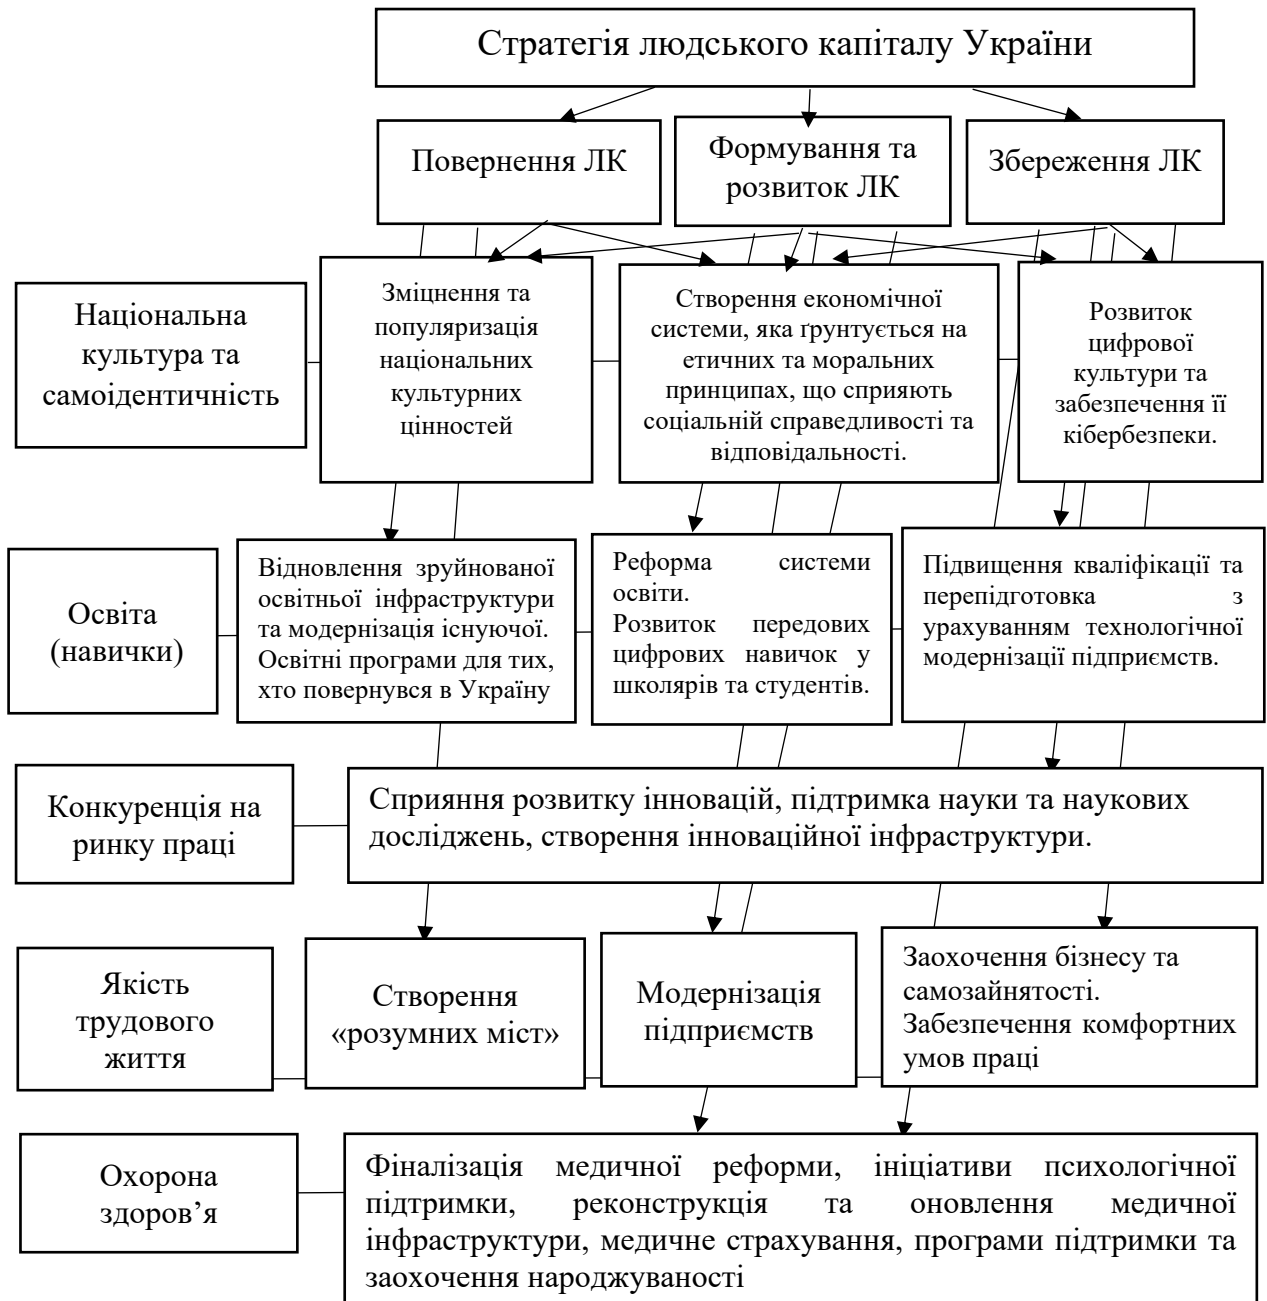 Стратегія людського капіталу України
Повернення ЛК
Формування та
розвиток ЛК
Збереження ЛК
Національна
культура та
самоідентичність
Зміцнення та
популяризація
національних
культурних
цінностей
Створення економічної
системи, яка ґрунтується на
етичних та моральних
принципах, що сприяють
соціальній справедливості та
відповідальності.
Розвиток
цифрової
культури та
забезпечення її
кібербезпеки.
Освіта
(навички)
Відновлення зруйнованої
освітньої інфраструктури
та модернізація існуючої.
Освітні програми для тих,
хто повернувся в Україну
Реформа системи
освіти.
Розвиток передових
цифрових навичок у
школярів та студентів.
Підвищення кваліфікації та
перепідготовка з
урахуванням технологічної
модернізації підприємств.
Конкуренція на
ринку праці
Сприяння розвитку інновацій, підтримка науки та наукових
досліджень, створення інноваційної інфраструктури.
Якість
трудового
життя
Створення
«розумних міст»
Модернізація
підприємств
Заохочення бізнесу та
самозайнятості.
Забезпечення комфортних
умов праці
Охорона
здоров’я
Фіналізація медичної реформи, ініціативи психологічної
підтримки, реконструкція та оновлення медичної
інфраструктури, медичне страхування, програми підтримки та
заохочення народжуваності